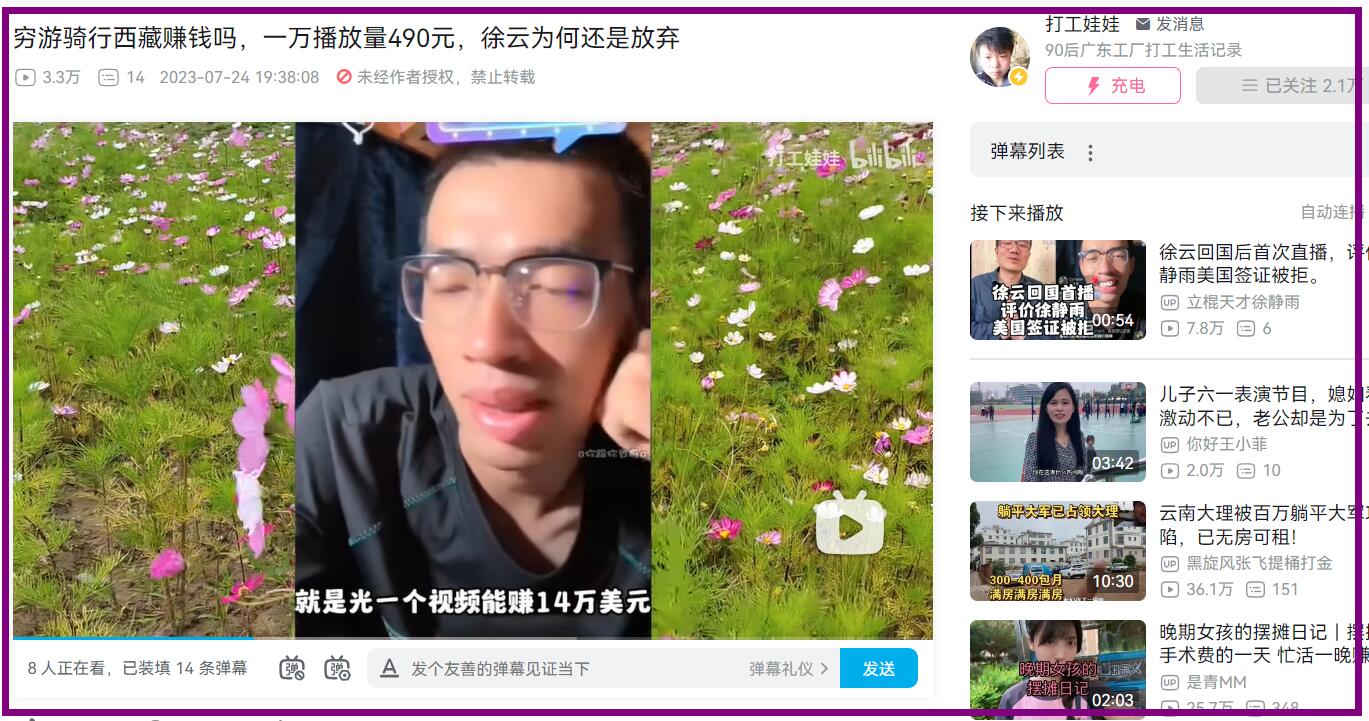 穷游骑行西藏赚钱吗，一万播放量490元，徐云为何还是放弃
3.3万 14 2023-07-24 19:38:08 未经作者授权，禁止转载
打工娃娃 发消息
90后广东工厂打工生活记录
充电
已关注 2.1万
打工娃娃 bilibili
就是光一个视频能赚14万美元
8 人正在看，已装填 14 条弹幕
弹
弹
A 发个友善的弹幕见证当下
弹幕礼仪
发送
弹幕列表
接下来播放
自动连播
徐云回国首播
评价徐静雨
美国签证被拒
00:54
徐云回国后首次直播，评
静雨美国签证被拒。
UP 立棍天才徐静雨
7.8万 6
03:42
儿子六一表演节目，媳如
激动不已，老公却是为了
UP 你好王小菲
2.0万 10
躺平大军已占领大理
300-400包月
满房满房满房
10:30
云南大理被百万躺平大军
陷，已无房可租!
UP 黑旋风张飞提桶打金
36.1万 151
晚期女孩的
摆摊日记
02:03
晚期女孩的摆摊日记丨摆
手术费的一天 忙活一晚赚
UP 是青MM
25.7万 348